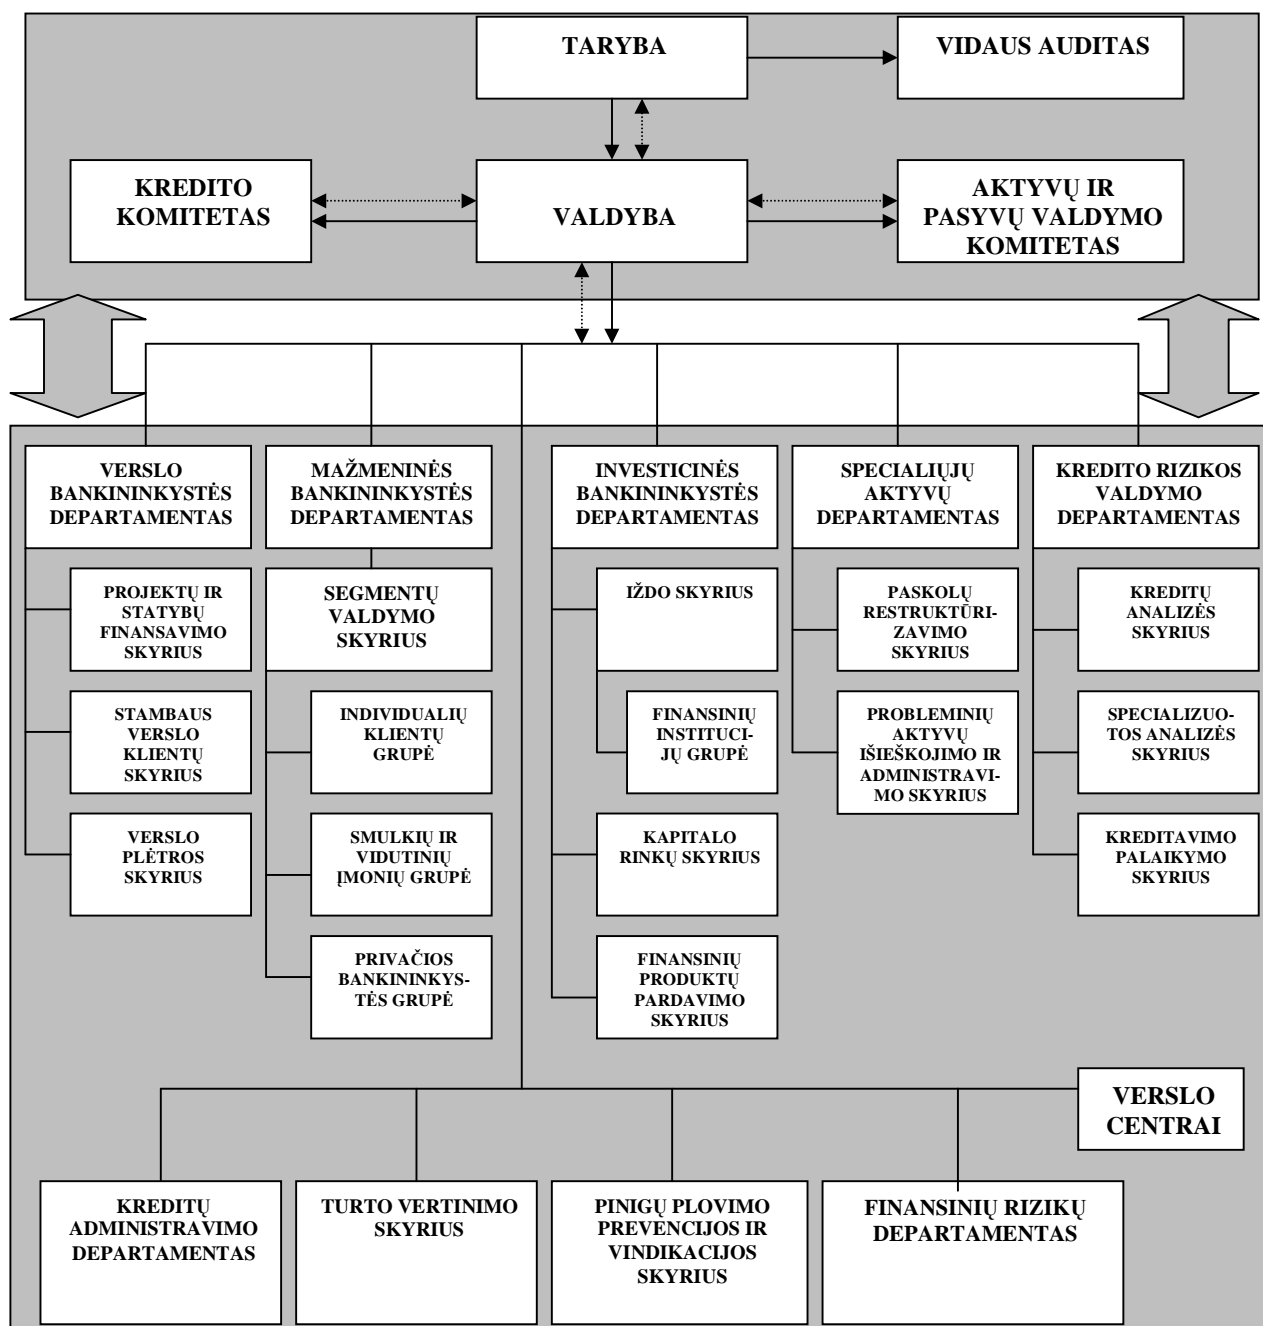 TARYBA
VIDAUS AUDITAS
KREDITO
KOMITETAS
VALDYBA
AKTYVŲ IR
PASYVŲ VALDYMO
KOMITETAS
VERSLO
BANKININKYSTĖS
DEPARTAMENTAS
MAŽMENINĖS
BANKININKYSTĖS
DEPARTAMENTAS
INVESTICINĖS
BANKININKYSTĖS
DEPARTAMENTAS
SPECIALIŲJŲ
AKTYVŲ
DEPARTAMENTAS
KREDITO RIZIKOS
VALDYMO
DEPARTAMENTAS
PROJEKTŲ IR
STATYBŲ
FINANSAVIMO
SKYRIUS
SEGMENTŲ
VALDYMO
SKYRIUS
IŽDO SKYRIUS
PASKOLŲ
RESTRUKTŪRI-
ZAVIMO
SKYRIUS
KREDITŲ
ANALIZĖS
SKYRIUS
STAMBAUS
VERSLO
KLIENTŲ
SKYRIUS
INDIVIDUALIŲ
KLIENTŲ
GRUPĖ
FINANSINIŲ
INSTITUCI-
JŲ GRUPĖ
PROBLEMINIŲ
AKTYVŲ
IŠIEŠKOJIMO IR
ADMINISTRAVI-
MO SKYRIUS
SPECIALIZUO-
TOS ANALIZĖS
SKYRIUS
VERSLO
PLĖTROS
SKYRIUS
SMULKIŲ IR
VIDUTINIŲ
ĮMONIŲ GRUPĖ
KAPITALO
RINKŲ SKYRIUS
KREDITAVIMO
PALAIKYMO
SKYRIUS
PRIVAČIOS
BANKININKYS-
TĖS GRUPĖ
FINANSINIŲ
PRODUKTŲ
PARDAVIMO
SKYRIUS
VERSLO
CENTRAI
KREDITŲ
ADMINISTRAVIMO
DEPARTAMENTAS
TURTO VERTINIMO
SKYRIUS
PINIGŲ PLOVIMO
PREVENCIJOS IR
VINDIKACIJOS
SKYRIUS
FINANSINIŲ RIZIKŲ
DEPARTAMENTAS